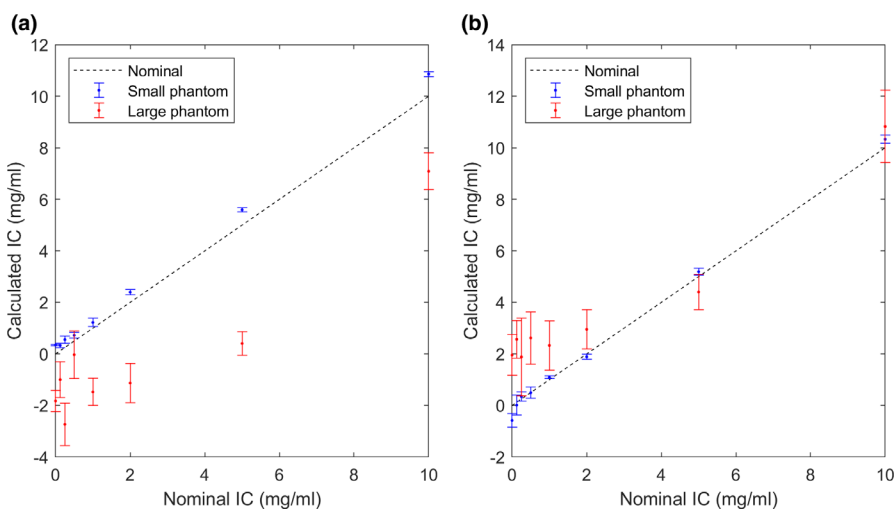 (a)
12
10
8
6
4
2
0
-2
-4
0
2
4
6
8
10
Calculated IC (mg/ml)
Nominal IC (mg/ml)
Nominal
Small phantom
Large phantom
(b)
14
12
10
8
6
4
2
0
-2
0
2
4
6
8
10
Calculated IC (mg/ml)
Nominal IC (mg/ml)
Nominal
Small phantom
Large phantom